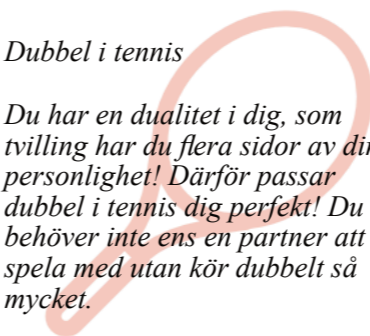 Dubbel i tennis
Du har en dualitet i dig, som
tvilling har du flera sidor av din
personlighet! Därför passar
dubbel i tennis dig perfekt! Du
behöver inte ens en partner att
spela med utan kör dubbelt så
mycket.